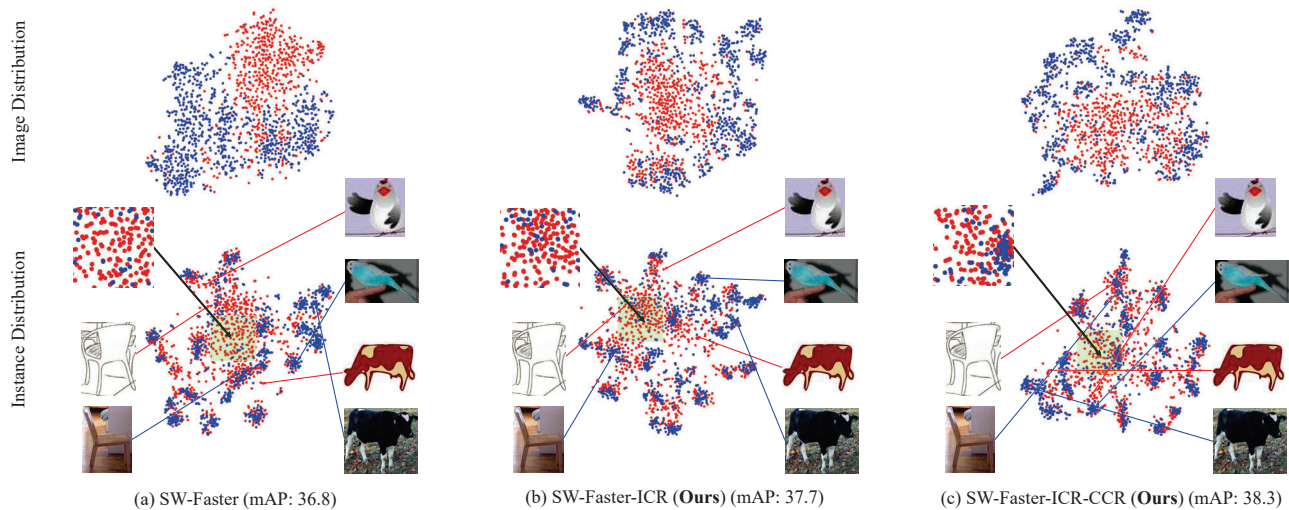 Image Distribution
Instance Distribution
(a) SW-Faster (mAP: 36.8)
(b) SW-Faster-ICR (Ours) (mAP: 37.7)
(c) SW-Faster-ICR-CCR (Ours) (mAP: 38.3)